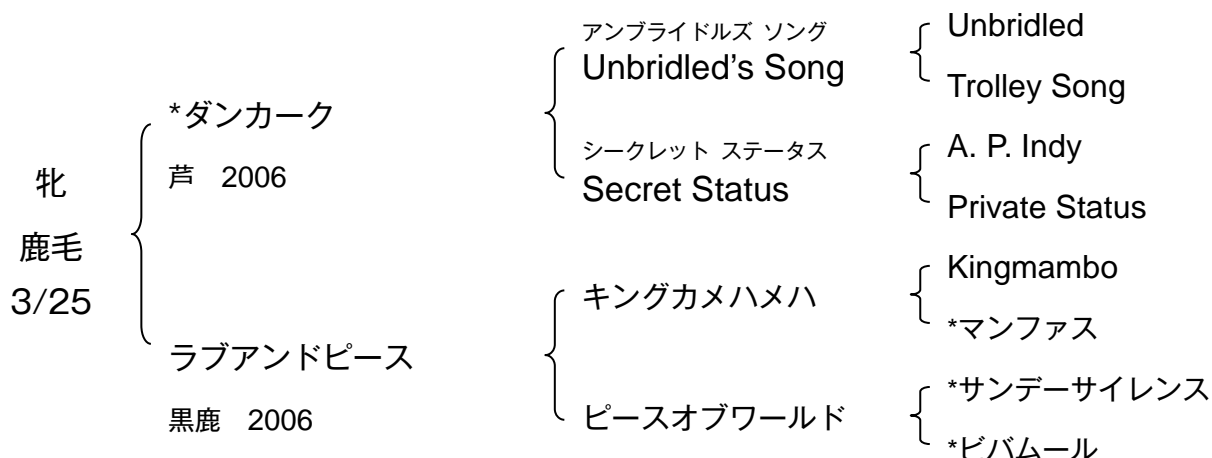 牝
鹿毛
3/25
*ダンカーク
芦 2006
ラブアンドピース
黒鹿 2006
アンブライドルズ ソング
Unbridled's Song
シークレット ステータス
Secret Status
キングカメハメハ
ピースオブワールド
Unbridled
Trolley Song
A. P. Indy
Private Status
Kingmambo
*マンファス
*サンデーサイレンス
*ビバムール